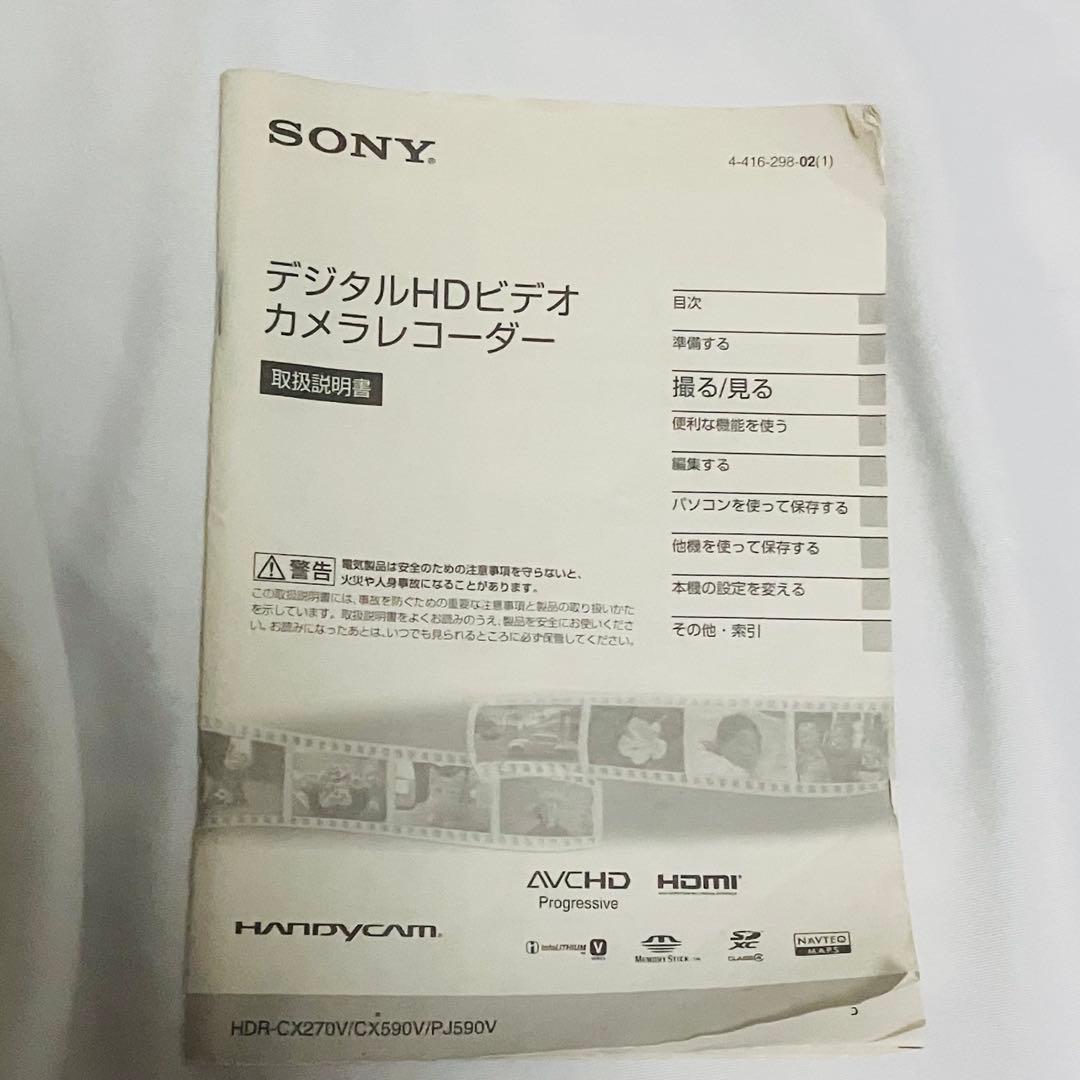 SONY®
4-416-298-02(1)
デジタルHDビデオ
カメラレコーダー
取扱説明書
目次
準備する
撮る/見る
便利な機能を使う
編集する
パソコンを使って保存する
他機を使って保存する
本機の設定を変える
その他・索引
警告
電気製品は安全のための注意事項を守らないと、
火災や人身事故になることがあります。
この取扱説明書には、事故を防ぐための重要な注意事項と製品の取り扱いかた
を示しています。取扱説明書をよくお読みのうえ、製品を安全にお使いくださ
い。お読みになったあとは、いつでも見られるところに必ず保管してください。
AVCHD
Progressive
HDMI
HANDYCAM®
InfoLITHIUM V SERIES
MEMORY STICK™
SD XC CLASS 4
NAVTEQ
MAPS
HDR-CX270V/CX590V/PJ590V